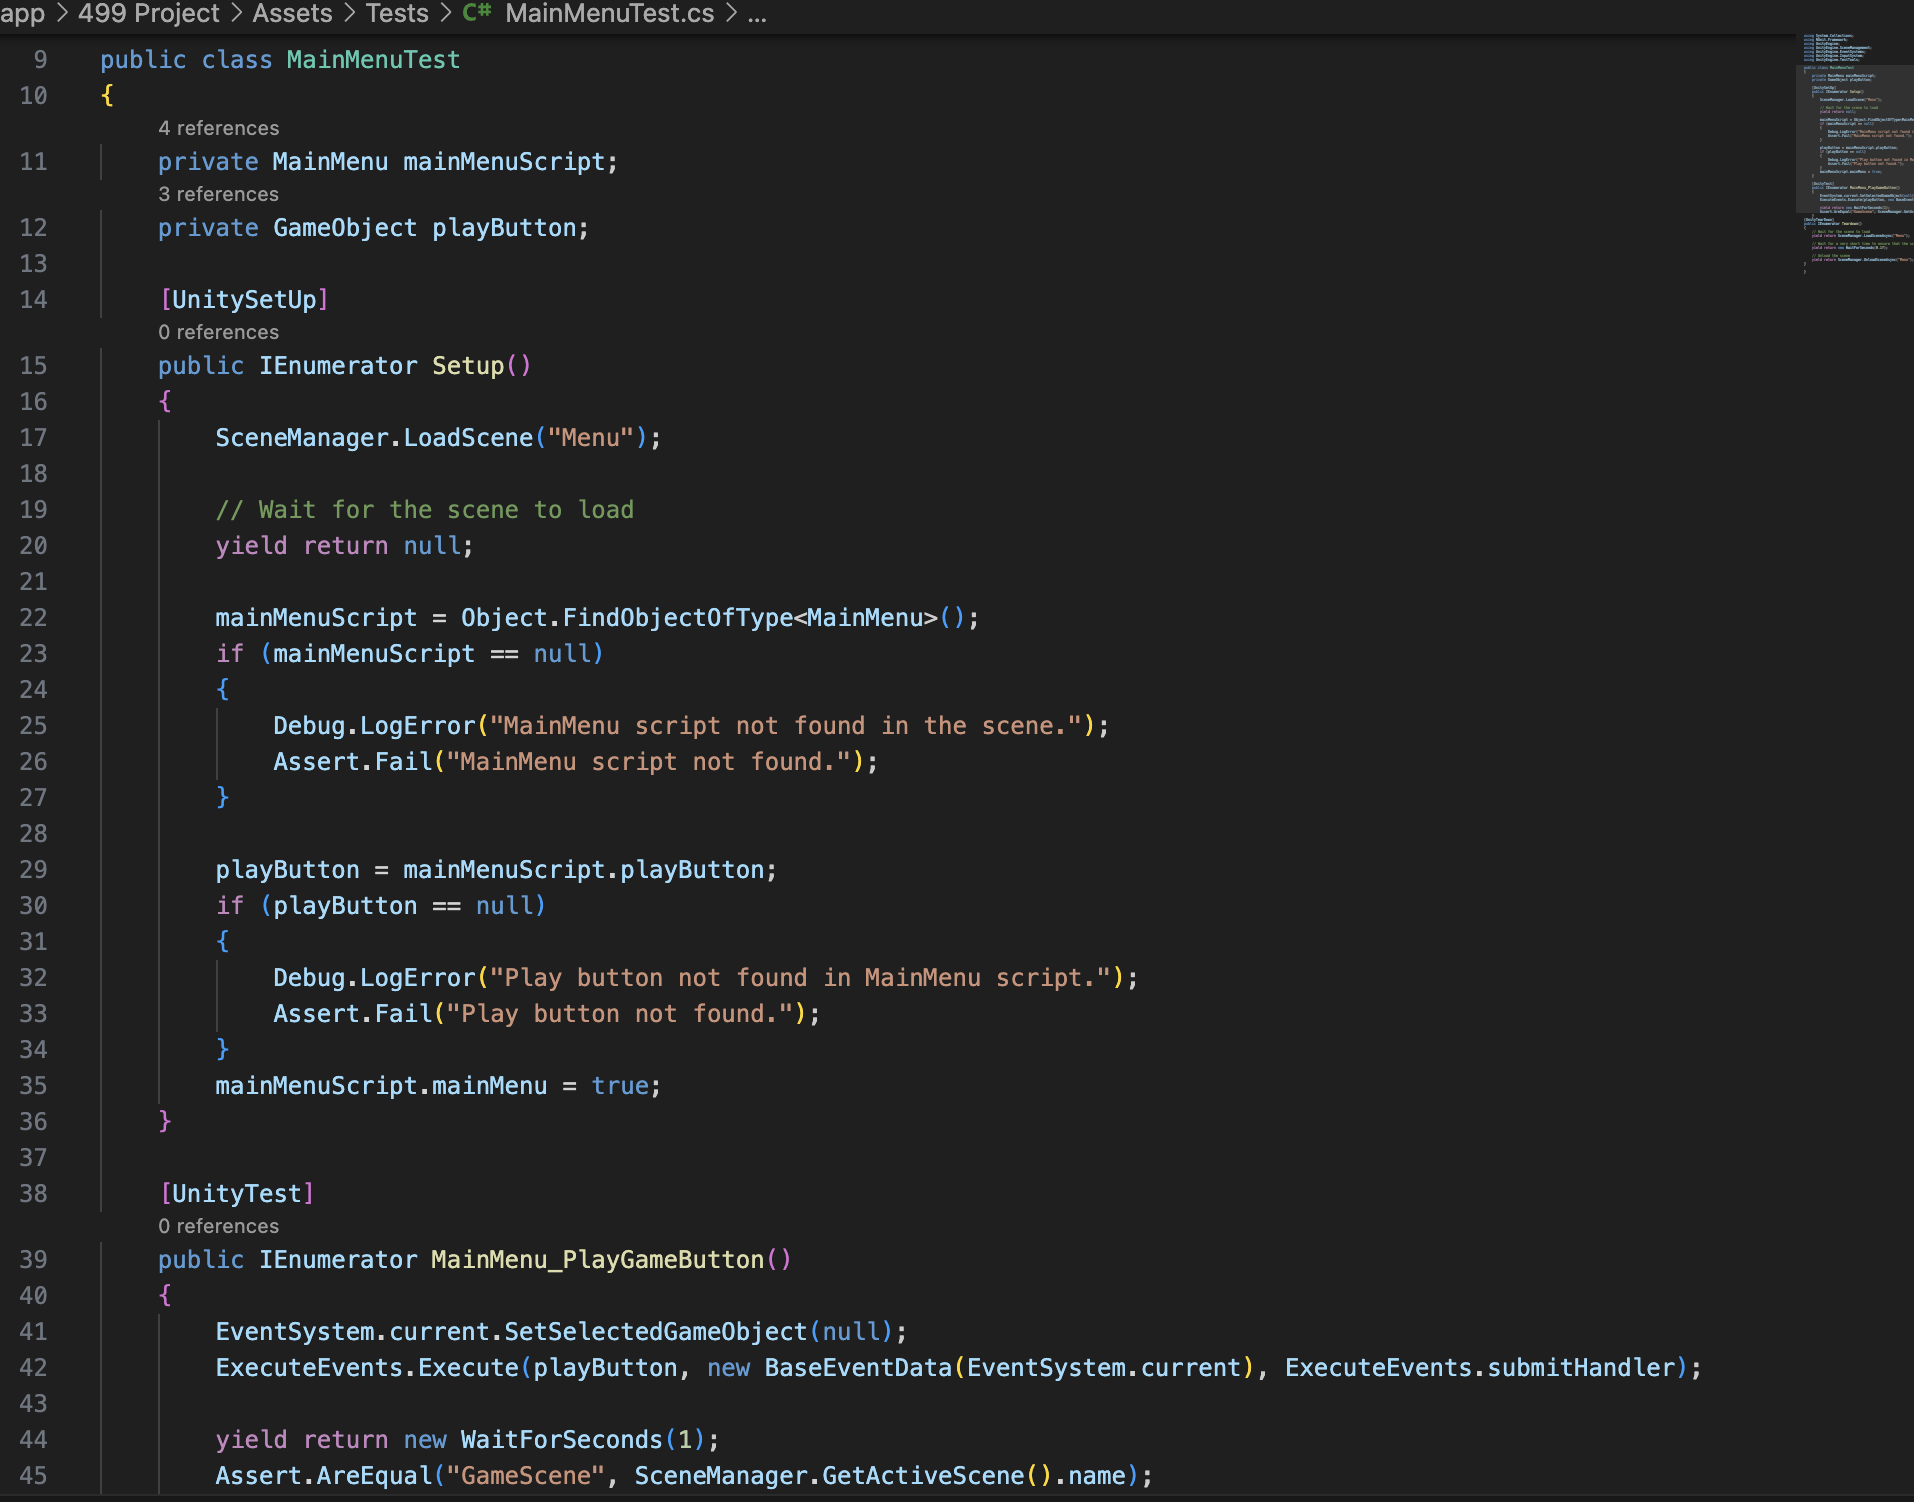 app > 499 Project > Assets > Tests > C# MainMenuTest.cs > ...
9 public class MainMenuTest
10 {
4 references
11 private MainMenu mainMenuScript;
3 references
12 private GameObject playButton;
13
14 [UnitySetUp]
0 references
15 public IEnumerator Setup()
16 {
17 SceneManager.LoadScene("Menu");
18
19 // Wait for the scene to load
20 yield return null;
21
22 mainMenuScript = Object.FindObjectOfType<MainMenu>();
23 if (mainMenuScript == null)
24 {
25 Debug.LogError("MainMenu script not found in the scene.");
26 Assert.Fail("MainMenu script not found.");
27 }
28
29 playButton = mainMenuScript.playButton;
30 if (playButton == null)
31 {
32 Debug.LogError("Play button not found in MainMenu script.");
33 Assert.Fail("Play button not found.");
34 }
35 mainMenuScript.mainMenu = true;
36 }
37
38 [UnityTest]
0 references
39 public IEnumerator MainMenu_PlayGameButton()
40 {
41 EventSystem.current.SetSelectedGameObject(null);
42 ExecuteEvents.Execute(playButton, new BaseEventData(EventSystem.current), ExecuteEvents.submitHandler);
43
44 yield return new WaitForSeconds(1);
45 Assert.AreEqual("GameScene", SceneManager.GetActiveScene().name);